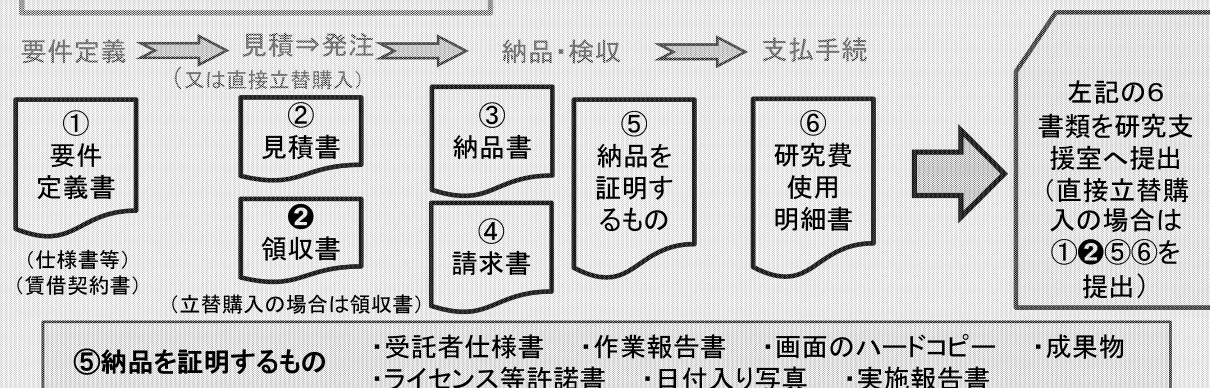 要件定義
見積⇒発注
(又は直接立替購入)
納品・検収
支払手続
①
要件
定義書
(仕様書等)
(賃借契約書)
②
見積書
❷
領収書
(立替購入の場合は領収書)
③
納品書
④
請求書
⑤
納品を
証明す
るもの
⑥
研究費
使用
明細書
左記の6
書類を研究支
援室へ提出
(直接立替購
入の場合は
①❷⑤⑥を
提出)
⑤納品を証明するもの
・受託者仕様書 ・作業報告書 ・画面のハードコピー ・成果物
・ライセンス等許諾書 ・日付入り写真 ・実施報告書